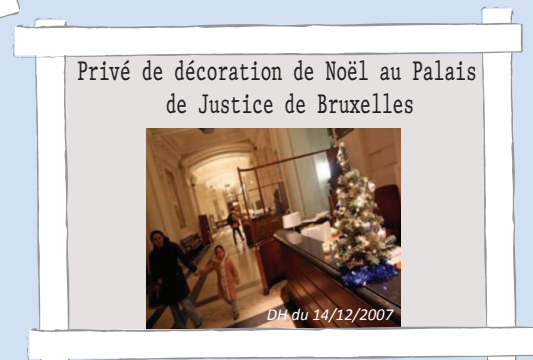 Privé de décoration de Noël au Palais
de Justice de Bruxelles
DH du 14/12/2007